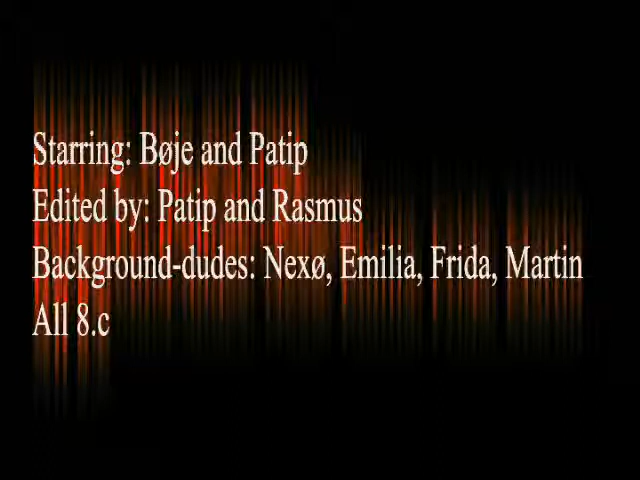 Starring: Bøje and Patip
Edited by: Patip and Rasmus
Background-dudes: Nexø, Emilia, Frida, Martin
All 8.c